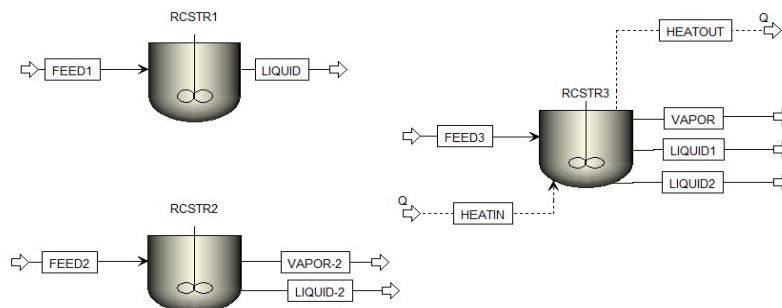 RCSTR1
FEED1
LIQUID
RCSTR2
FEED2
VAPOR-2
LIQUID-2
Q
HEATOUT
RCSTR3
VAPOR
FEED3
LIQUID1
LIQUID2
Q
HEATIN